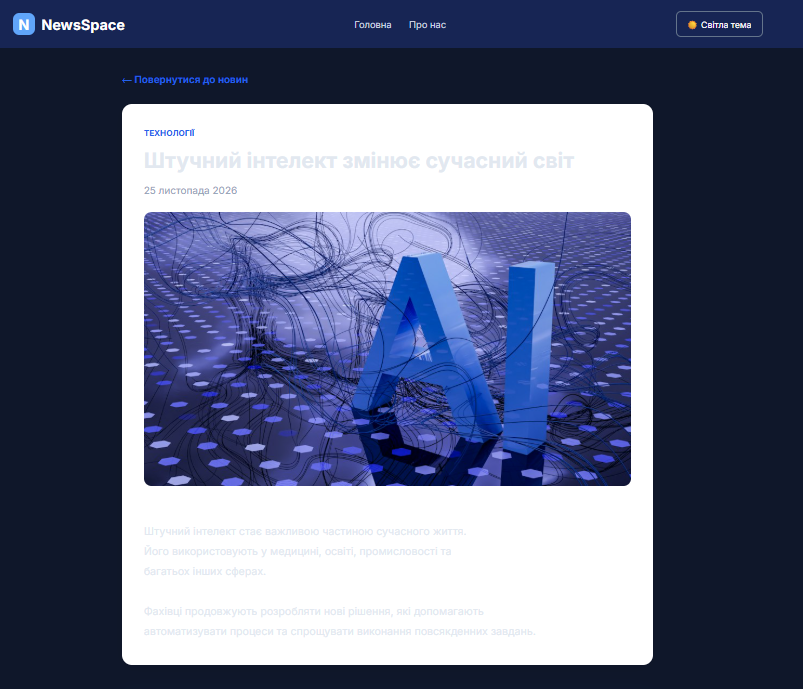 N NewsSpace
Головна Про нас
Світла тема
← Повернутися до новин
ТЕХНОЛОГІЇ
Штучний інтелект змінює сучасний світ
25 листопада 2026
AI
Штучний інтелект стає важливою частиною сучасного життя.
Його використовують у медицині, освіті, промисловості та
багатьох інших сферах.
Фахівці продовжують розробляти нові рішення, які допомагають
автоматизувати процеси та спрощувати виконання повсякденних завдань.